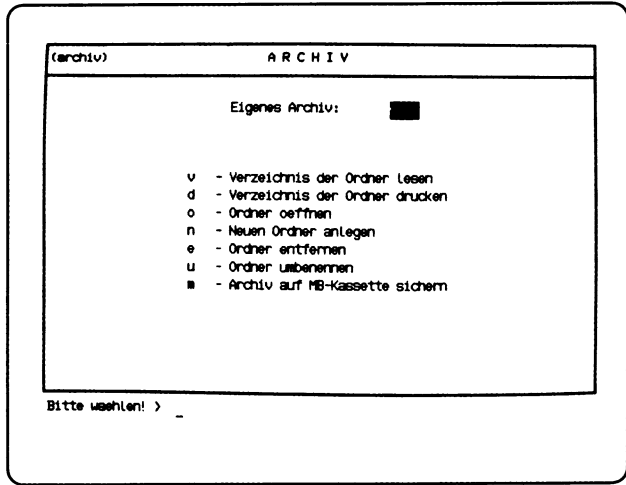 (archiv) A R C H I V
Eigenes Archiv:
v - Verzeichnis der Ordner lesen
d - Verzeichnis der Ordner drucken
o - Ordner oeffnen
n - Neuen Ordner anlegen
e - Ordner entfernen
u - Ordner umbenennen
m - Archiv auf MB-Kassette sichern
Bitte waehlen! > _